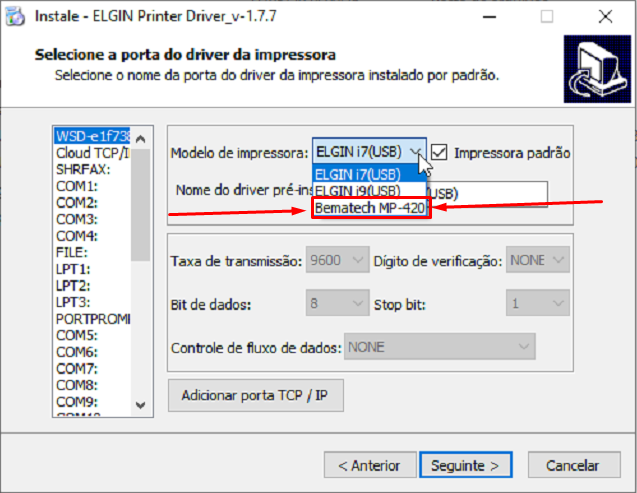 Instale - ELGIN Printer Driver_v-1.7.7
Selecione a porta do driver da impressora
Selecione o nome da porta do driver da impressora instalado por padrão.
WSD-e1f738
Cloud TCP/I
SHRFAX:
COM1:
COM2:
COM3:
COM4:
FILE:
LPT1:
LPT2:
LPT3:
PORTPROMP
COM5:
COM6:
COM7:
COM8:
COM9:
Modelo de impressora: ELGIN i7(USB) Impressora padrão
ELGIN i7(USB)
ELGIN i9(USB)
Bematech MP-420
Nome do driver pré-ins (USB)
Taxa de transmissão: 9600 Dígito de verificação: NONE
Bit de dados: 8 Stop bit: 1
Controle de fluxo de dados: NONE
Adicionar porta TCP / IP
< Anterior Seguinte > Cancelar